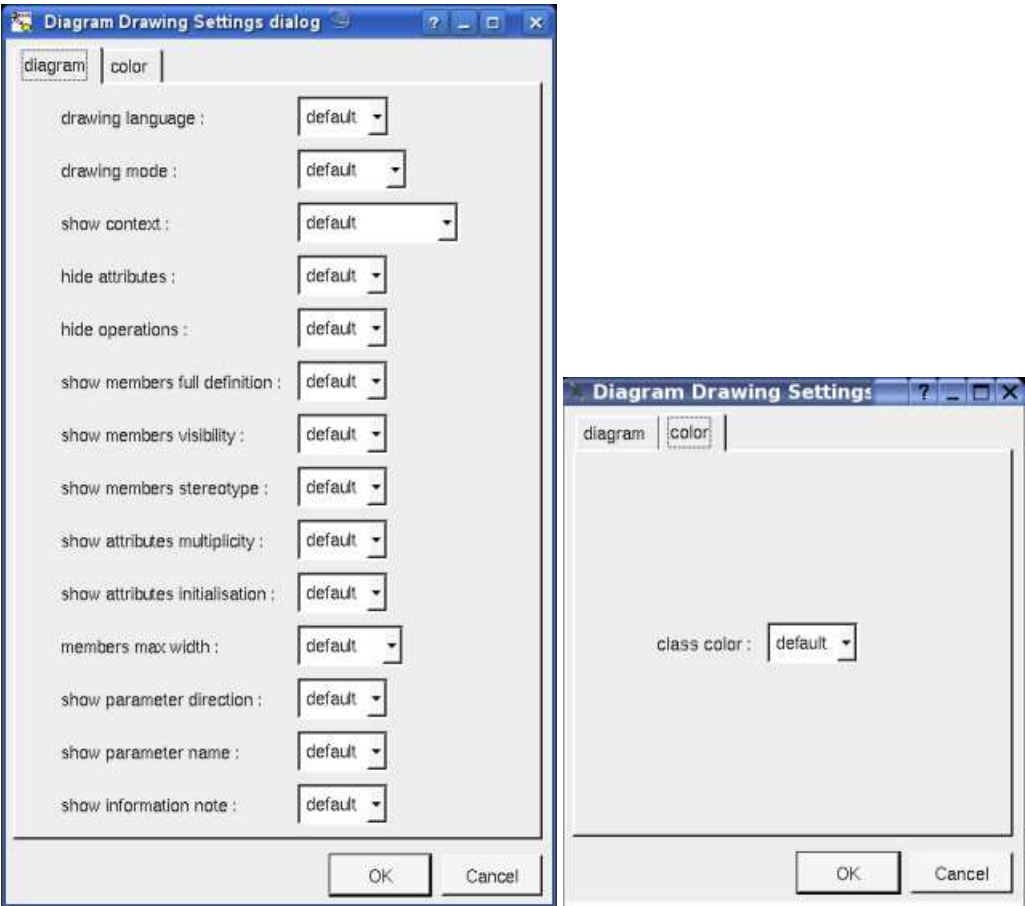 Diagram Drawing Settings dialog
diagram color
drawing language : default
drawing mode : default
show context : default
hide attributes : default
hide operations : default
show members full definition : default
show members visibility : default
show members stereotype : default
show attributes multiplicity : default
show attributes initialisation : default
members max width : default
show parameter direction : default
show parameter name : default
show information note : default
OK Cancel
Diagram Drawing Settings
diagram color
class color : default
OK Cancel